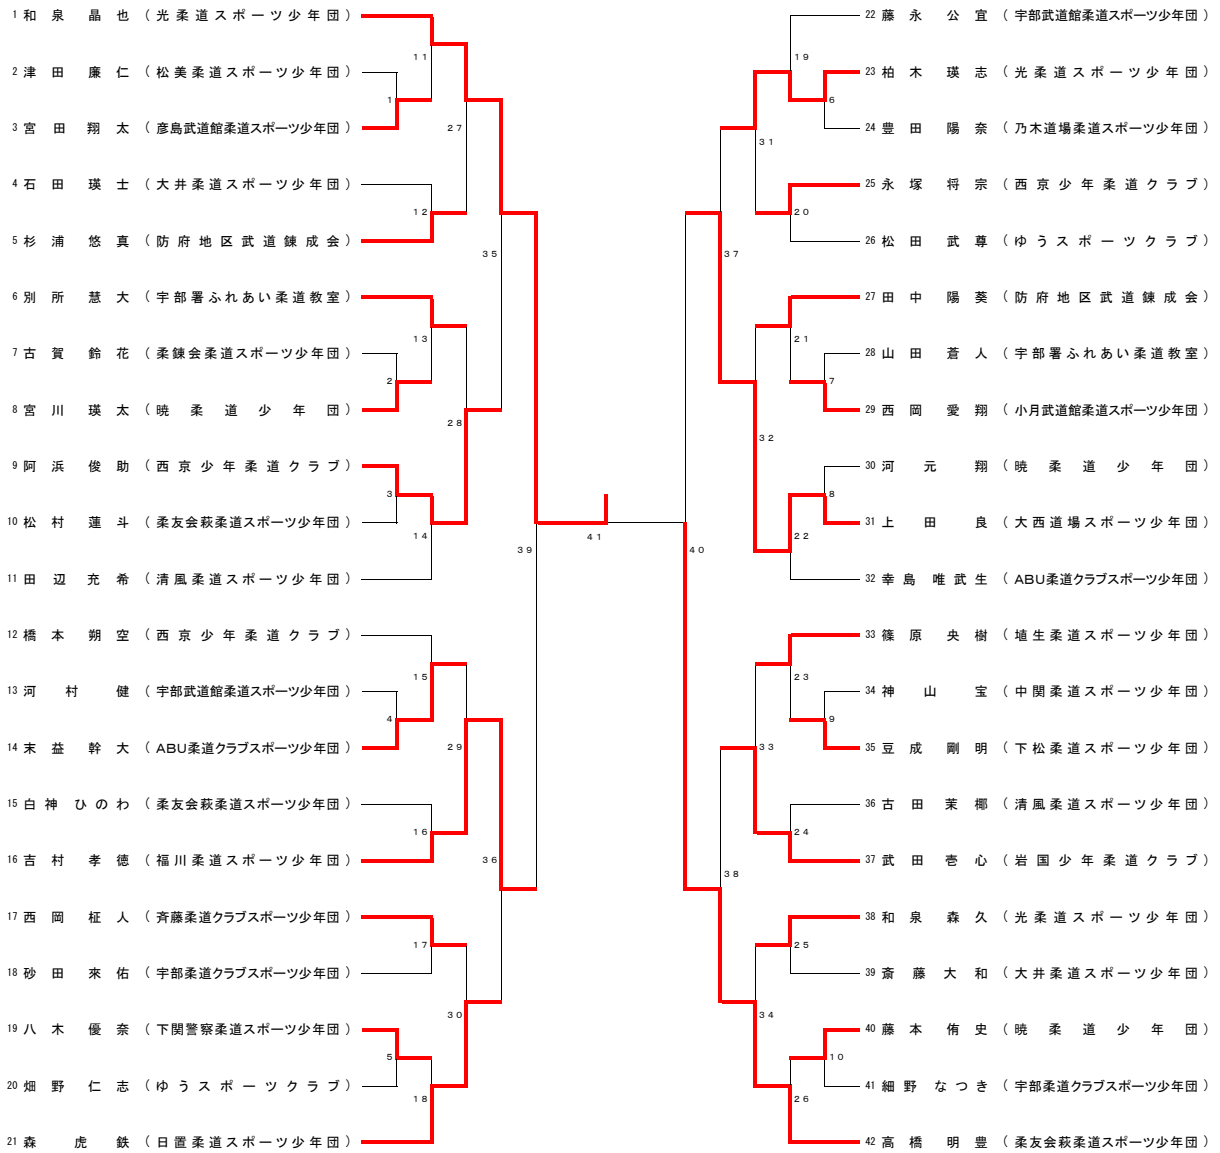 1 和泉晶也 （光柔道スポーツ少年団）
2 津田廉仁 （松美柔道スポーツ少年団）
3 宮田翔太 （彦島武道館柔道スポーツ少年団）
4 石田瑛士 （大井柔道スポーツ少年団）
5 杉浦悠真 （防府地区武道錬成会）
6 別所慧大 （宇部署ふれあい柔道教室）
7 古賀鈴花 （柔錬会柔道スポーツ少年団）
8 宮川瑛太 （暁柔道少年団）
9 阿浜俊助 （西京少年柔道クラブ）
10 松村蓮斗 （柔友会萩柔道スポーツ少年団）
11 田辺充希 （清風柔道スポーツ少年団）
12 橋本朔空 （西京少年柔道クラブ）
13 河村健 （宇部武道館柔道スポーツ少年団）
14 末益幹大 （ABU柔道クラブスポーツ少年団）
15 白神ひのわ （柔友会萩柔道スポーツ少年団）
16 吉村孝徳 （福川柔道スポーツ少年団）
17 西岡柾人 （斉藤柔道クラブスポーツ少年団）
18 砂田來佑 （宇部柔道クラブスポーツ少年団）
19 八木優奈 （下関警察柔道スポーツ少年団）
20 畑野仁志 （ゆうスポーツクラブ）
21 森虎鉄 （日置柔道スポーツ少年団）
11
1
27
12
35
13
2
28
3
14
39
15
4
29
16
36
17
30
5
18
41
19
6
31
20
37
21
7
32
8
22
40
23
9
33
24
38
25
34
10
26
22 藤永公宜 （宇部武道館柔道スポーツ少年団）
23 柏木瑛志 （光柔道スポーツ少年団）
24 豊田陽奈 （乃木道場柔道スポーツ少年団）
25 永塚将宗 （西京少年柔道クラブ）
26 松田武尊 （ゆうスポーツクラブ）
27 田中陽葵 （防府地区武道錬成会）
28 山田蒼人 （宇部署ふれあい柔道教室）
29 西岡愛翔 （小月武道館柔道スポーツ少年団）
30 河元翔 （暁柔道少年団）
31 上田良 （大西道場スポーツ少年団）
32 幸島唯武生 （ABU柔道クラブスポーツ少年団）
33 篠原央樹 （埴生柔道スポーツ少年団）
34 神山宝 （中関柔道スポーツ少年団）
35 豆成剛明 （下松柔道スポーツ少年団）
36 古田茉椰 （清風柔道スポーツ少年団）
37 武田壱心 （岩国少年柔道クラブ）
38 和泉森久 （光柔道スポーツ少年団）
39 斎藤大和 （大井柔道スポーツ少年団）
40 藤本侑史 （暁柔道少年団）
41 細野なつき （宇部柔道クラブスポーツ少年団）
42 高橋明豊 （柔友会萩柔道スポーツ少年団）